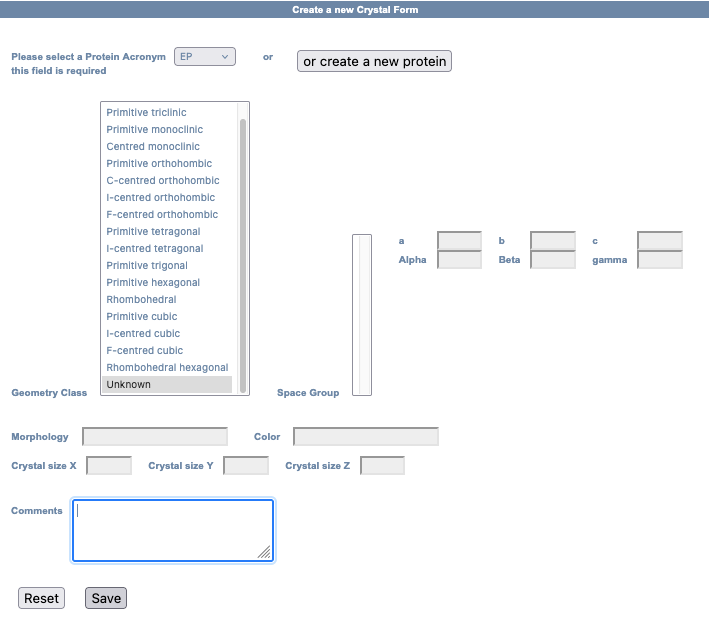 Create a new Crystal Form
Please select a Protein Acronym EP or or create a new protein
this field is required
Primitive triclinic
Primitive monoclinic
Centred monoclinic
Primitive orthohombic
C-centred orthohombic
I-centred orthohombic
F-centred orthohombic
Primitive tetragonal
I-centred tetragonal
Primitive trigonal
Primitive hexagonal
Rhombohedral
Primitive cubic
I-centred cubic
F-centred cubic
Rhombohedral hexagonal
Unknown
Geometry Class
Space Group
a b c
Alpha Beta gamma
Morphology Color
Crystal size X Crystal size Y Crystal size Z
Comments
Reset Save